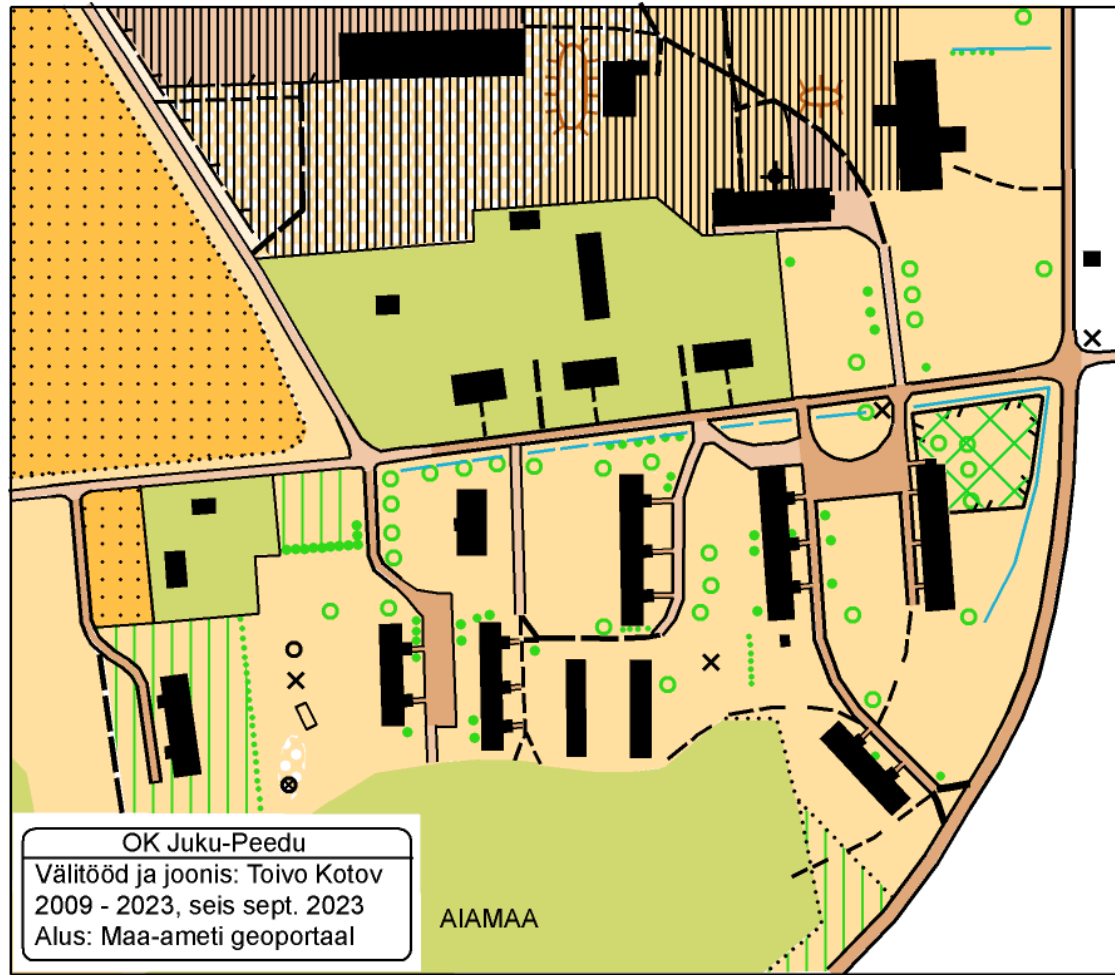 OK Juku-Peedu
Välitööd ja joonis: Toivo Kotov
2009 - 2023, seis sept. 2023
Alus: Maa-ameti geoportaal
AIAMAA